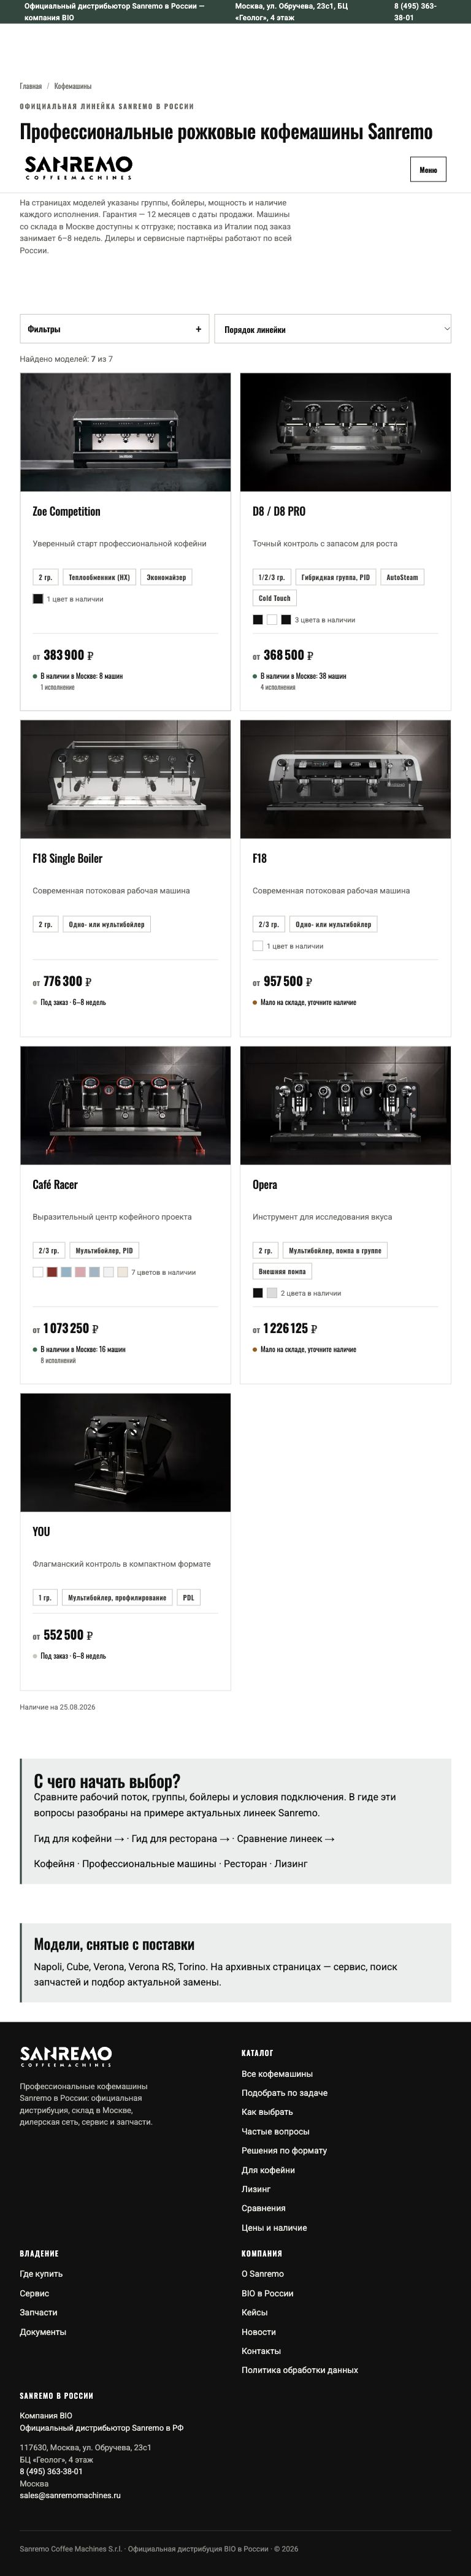 Официальный дистрибьютор Sanremo в России —
компания BIO
Москва, ул. Обручева, 23с1, БЦ
«Геолог», 4 этаж
8 (495) 363-
38-01
Главная / Кофемашины
ОФИЦИАЛЬНАЯ ЛИНЕЙКА SANREMO В РОССИИ
Профессиональные рожковые кофемашины Sanremo
SANREMO
COFFEEMACHINES
Меню
На страницах моделей указаны группы, бойлеры, мощность и наличие
каждого исполнения. Гарантия — 12 месяцев с даты продажи. Машины
со склада в Москве доступны к отгрузке; поставка из Италии под заказ
занимает 6–8 недель. Дилеры и сервисные партнёры работают по всей
России.
Фильтры +
Порядок линейки
Найдено моделей: 7 из 7
Zoe Competition
Уверенный старт профессиональной кофейни
2 гр. Теплообменник (HX) Экономайзер
1 цвет в наличии
от 383 900 ₽
В наличии в Москве: 8 машин
1 исполнение
D8 / D8 PRO
Точный контроль с запасом для роста
1/2/3 гр. Гибридная группа, PID AutoSteam
Cold Touch
3 цвета в наличии
от 368 500 ₽
В наличии в Москве: 38 машин
4 исполнения
F18 Single Boiler
Современная потоковая рабочая машина
2 гр. Одно- или мультибойлер
от 776 300 ₽
Под заказ · 6–8 недель
F18
Современная потоковая рабочая машина
2/3 гр. Одно- или мультибойлер
1 цвет в наличии
от 957 500 ₽
Мало на складе, уточните наличие
Café Racer
Выразительный центр кофейного проекта
2/3 гр. Мультибойлер, PID
7 цветов в наличии
от 1 073 250 ₽
В наличии в Москве: 16 машин
8 исполнений
Opera
Инструмент для исследования вкуса
2 гр. Мультибойлер, помпа в группе
Внешняя помпа
2 цвета в наличии
от 1 226 125 ₽
Мало на складе, уточните наличие
YOU
Флагманский контроль в компактном формате
1 гр. Мультибойлер, профилирование PDL
от 552 500 ₽
Под заказ · 6–8 недель
Наличие на 25.08.2026
С чего начать выбор?
Сравните рабочий поток, группы, бойлеры и условия подключения. В гиде эти
вопросы разобраны на примере актуальных линеек Sanremo.
Гид для кофейни → · Гид для ресторана → · Сравнение линеек →
Кофейня · Профессиональные машины · Ресторан · Лизинг
Модели, снятые с поставки
Napoli, Cube, Verona, Verona RS, Torino. На архивных страницах — сервис, поиск
запчастей и подбор актуальной замены.
SANREMO
COFFEEMACHINES
Профессиональные кофемашины
Sanremo в России: официальная
дистрибуция, склад в Москве,
дилерская сеть, сервис и запчасти.
КАТАЛОГ
Все кофемашины
Подобрать по задаче
Как выбрать
Частые вопросы
Решения по формату
Для кофейни
Лизинг
Сравнения
Цены и наличие
ВЛАДЕНИЕ
Где купить
Сервис
Запчасти
Документы
КОМПАНИЯ
О Sanremo
BIO в России
Кейсы
Новости
Контакты
Политика обработки данных
SANREMO В РОССИИ
Компания BIO
Официальный дистрибьютор Sanremo в РФ
117630, Москва, ул. Обручева, 23с1
БЦ «Геолог», 4 этаж
8 (495) 363-38-01
Москва
sales@sanremomachines.ru
Sanremo Coffee Machines S.r.l. · Официальная дистрибуция BIO в России · © 2026